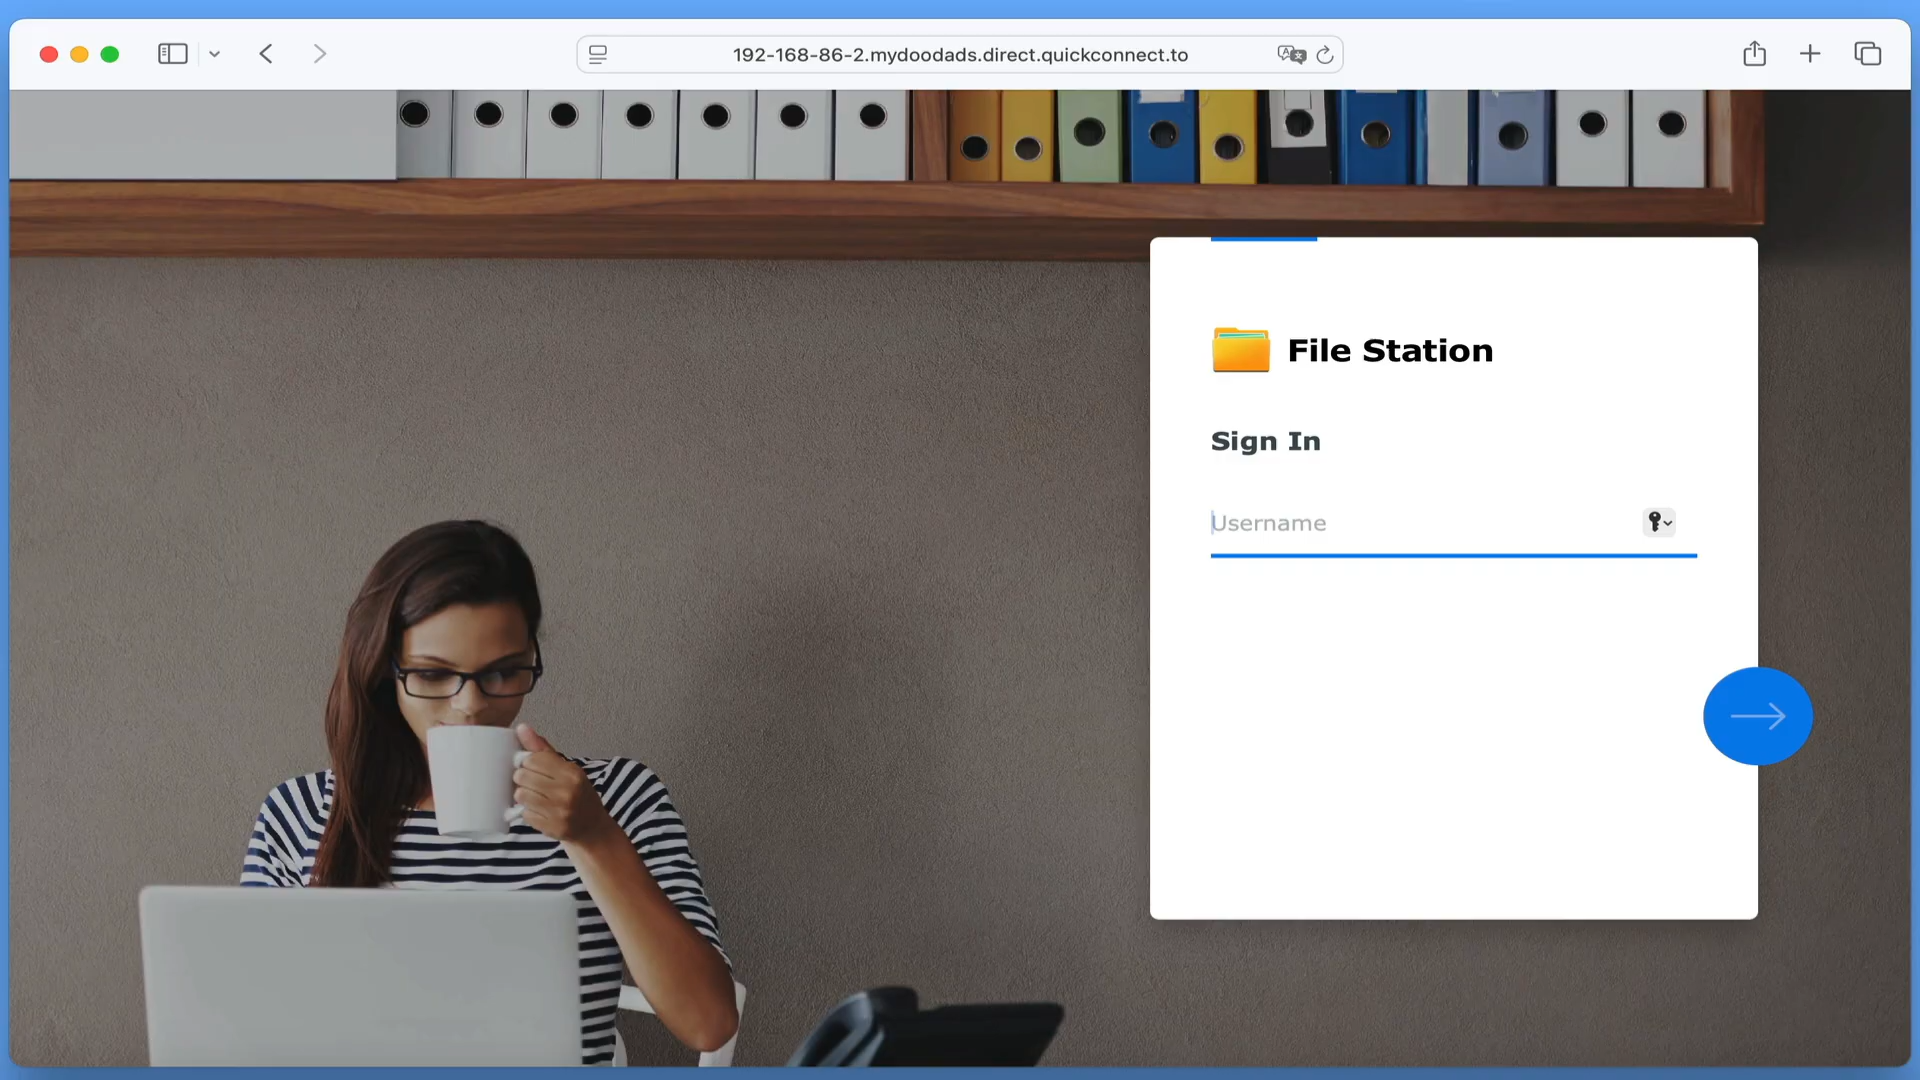 192-168-86-2.mydoodads.direct.quickconnect.to
File Station
Sign In
Username